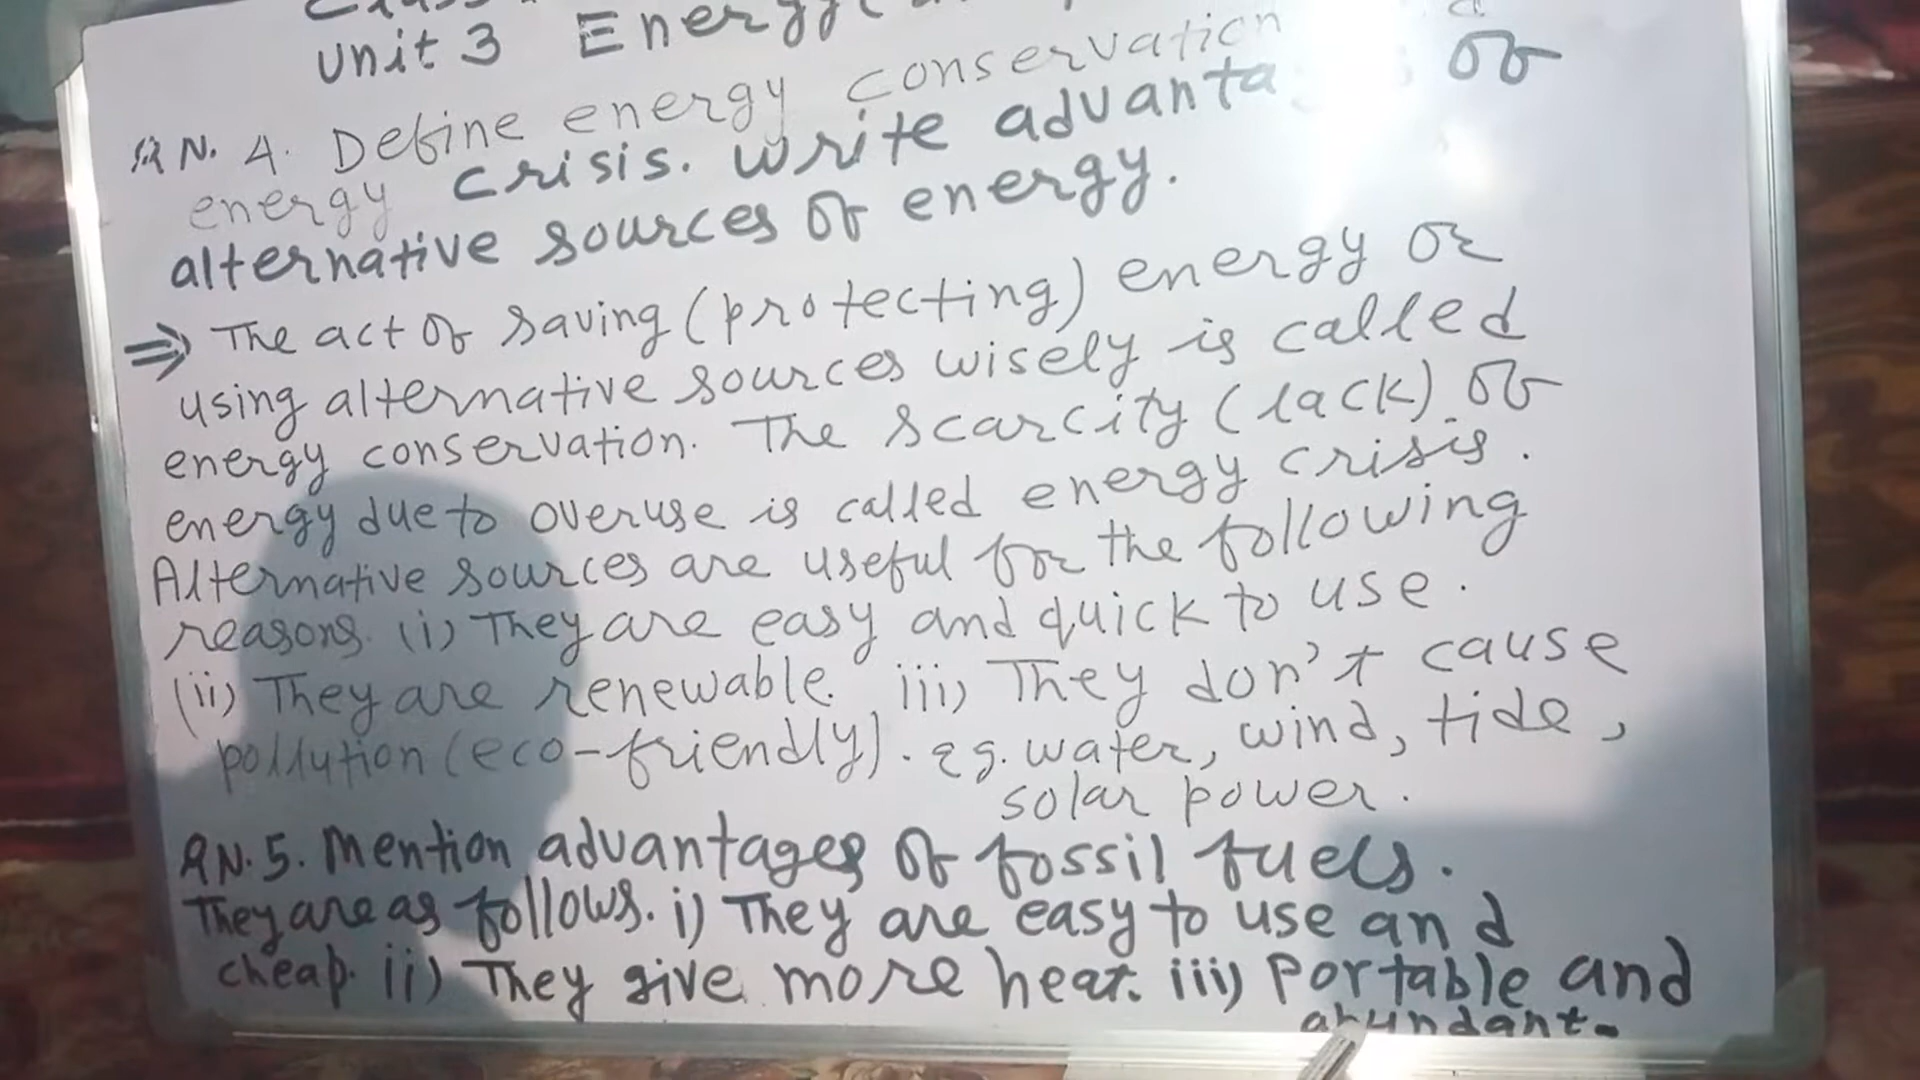 Unit 3 Energy
Q N. 4. Define energy conservation
energy crisis. Write advanta of
alternative sources of energy.
⇒ The act of saving (protecting) energy or
using alternative sources wisely is called
energy conservation. The scarcity (lack) of
energy due to overuse is called energy crisis.
Alternative sources are useful for the following
reasons. (i) They are easy and quick to use.
(ii) They are renewable. iii) They don't cause
pollution (eco-friendly). eg. water, wind, tide,
solar power.
Q N. 5. Mention advantages of fossil fuels.
They are as follows. i) They are easy to use and
cheap. ii) They give more heat. iii) Portable and
abundant.